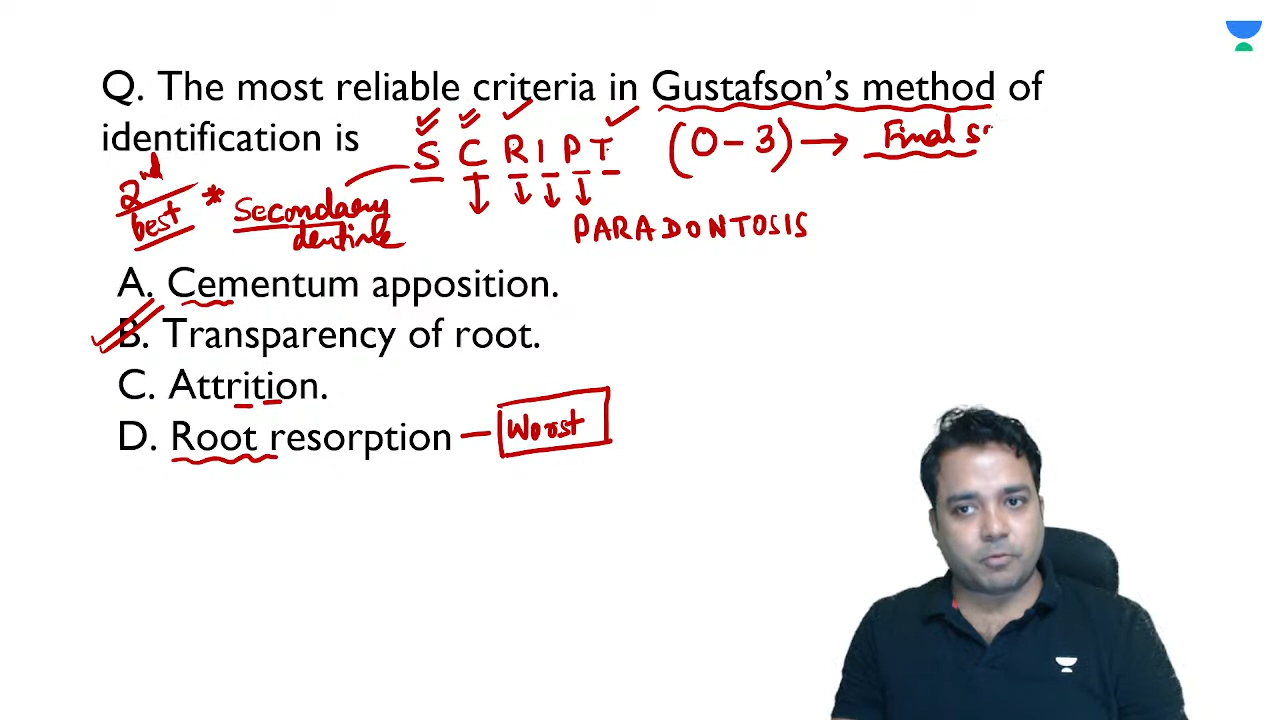 Q. The most reliable criteria in Gustafson's method of
identification is
S C R I P T (0-3) → Final s
2nd best * Secondary dentine
PARADONTOSIS
A. Cementum apposition.
B. Transparency of root.
C. Attrition.
D. Root resorption - Worst